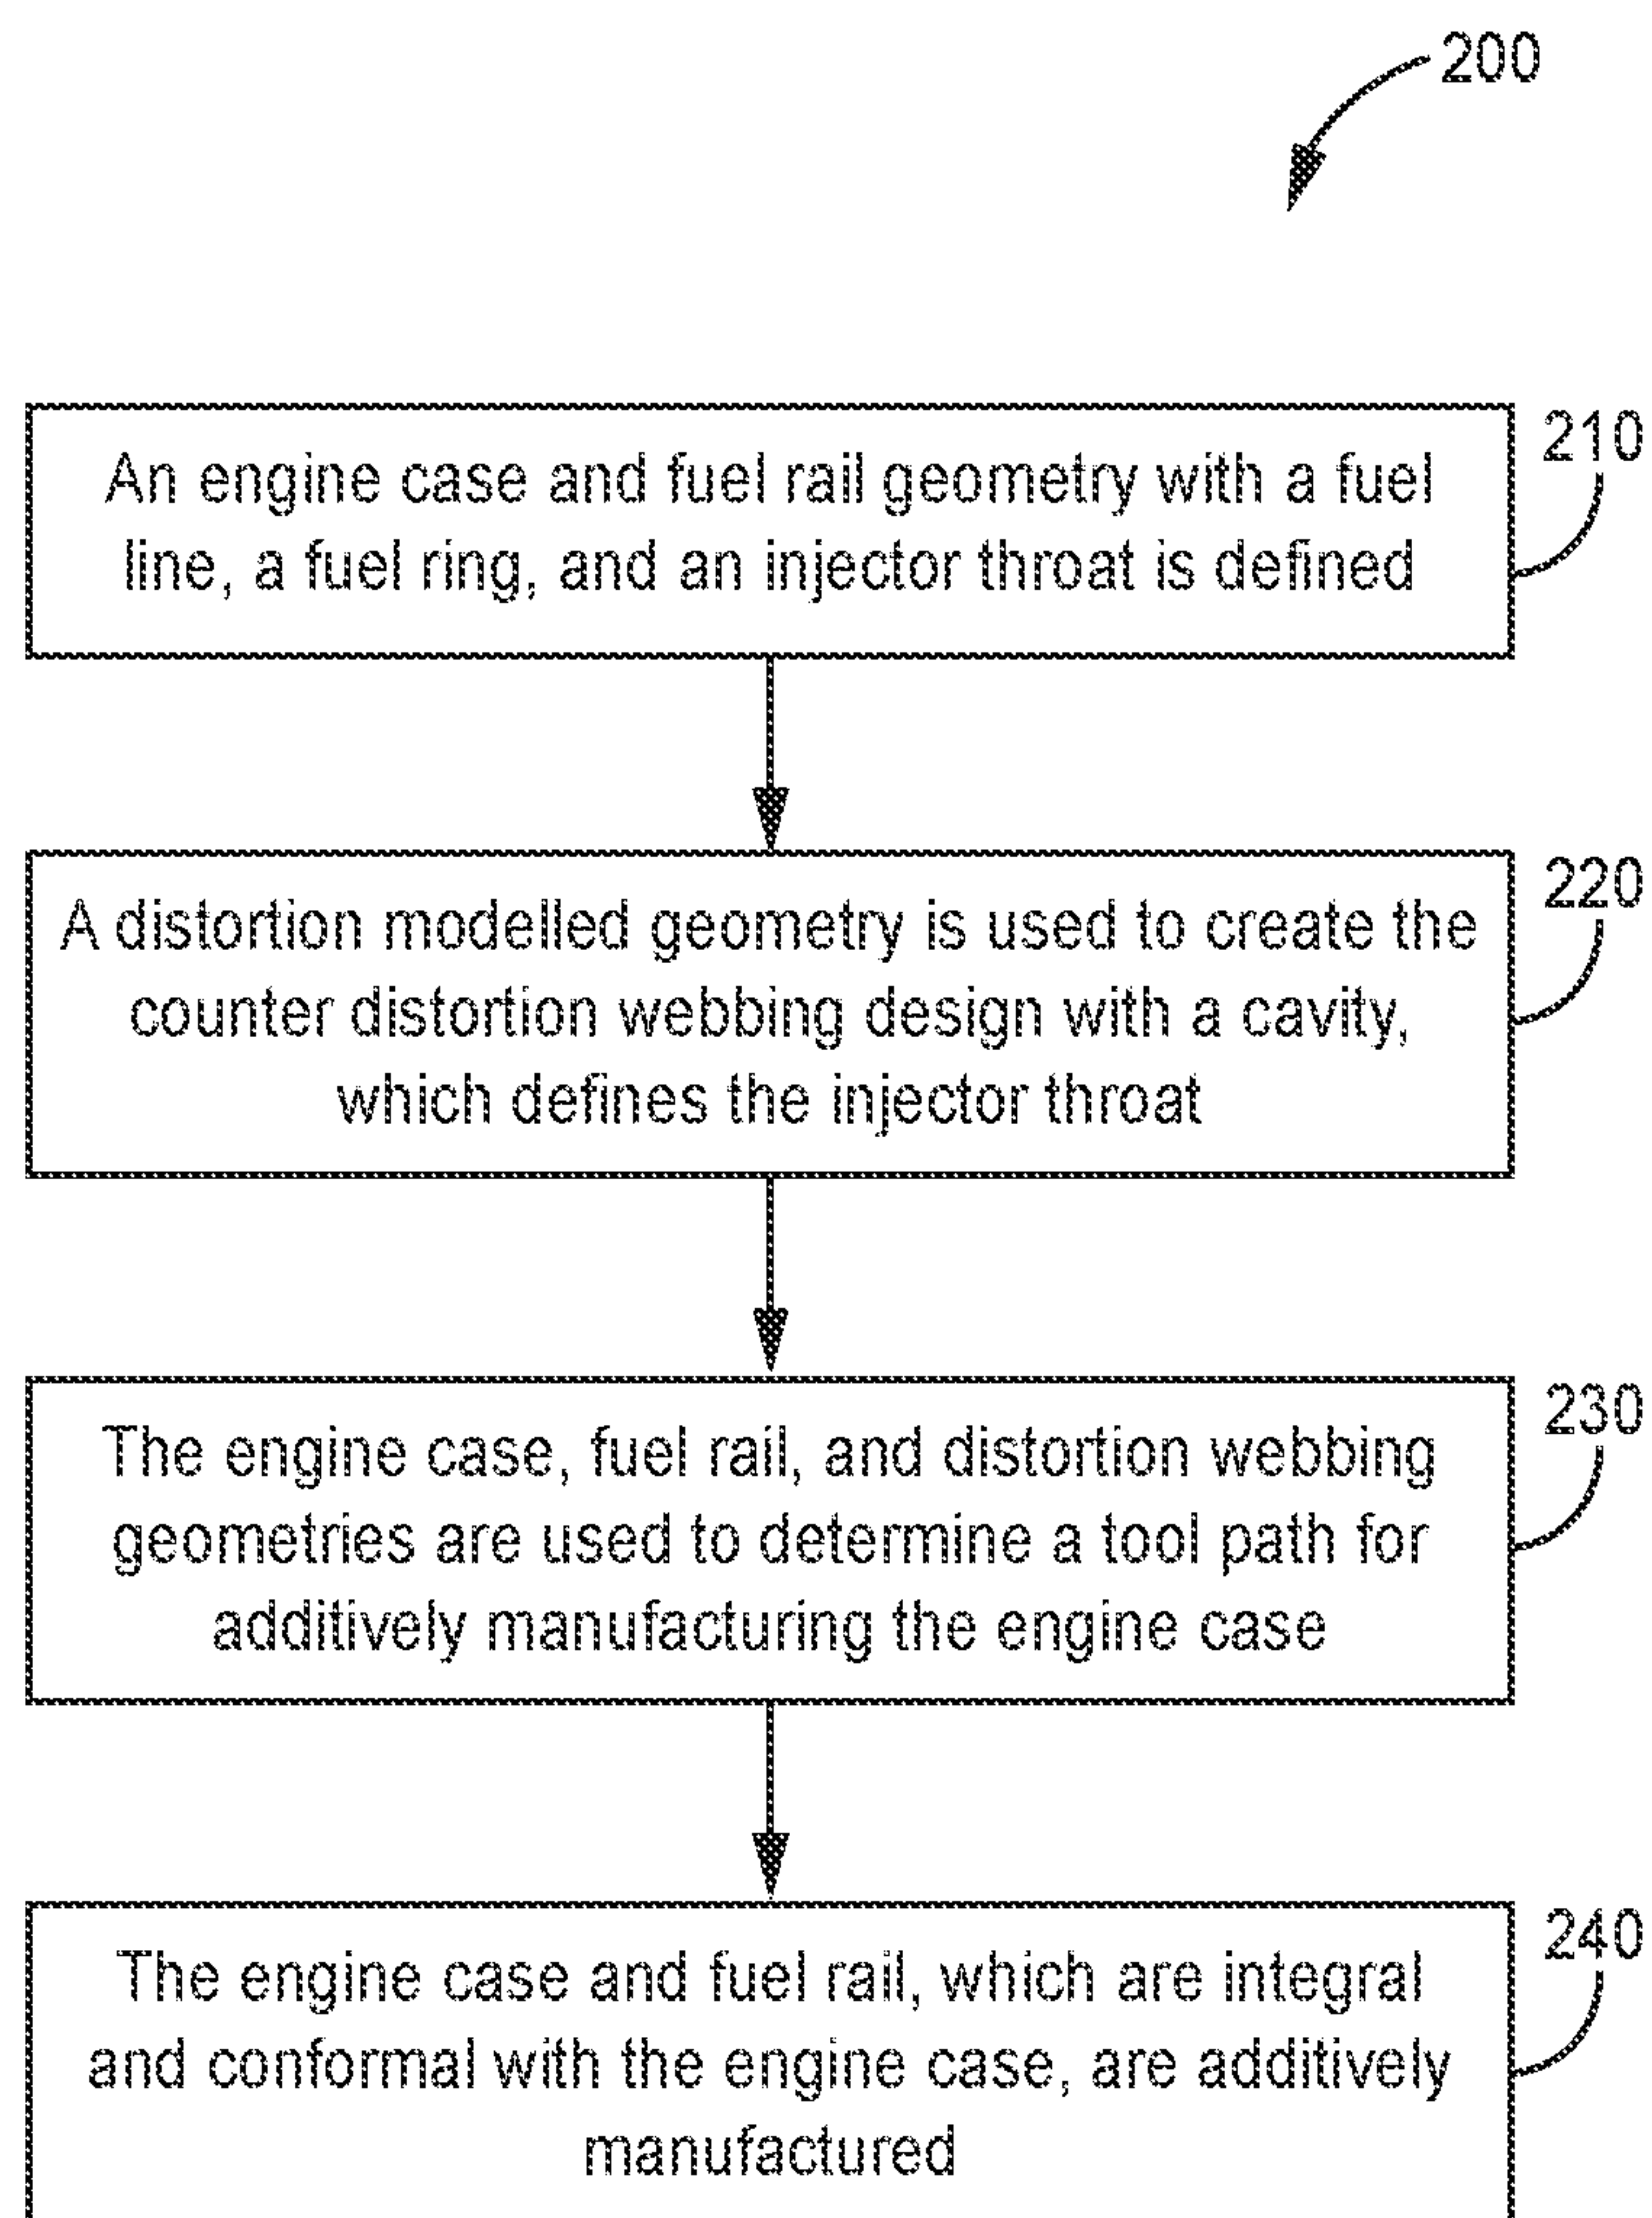 200
210
An engine case and fuel rail geometry with a fuel
line, a fuel ring, and an injector throat is defined
220
A distortion modelled geometry is used to create the
counter distortion webbing design with a cavity,
which defines the injector throat
230
The engine case, fuel rail, and distortion webbing
geometries are used to determine a tool path for
additively manufacturing the engine case
240
The engine case and fuel rail, which are integral
and conformal with the engine case, are additively
manufactured